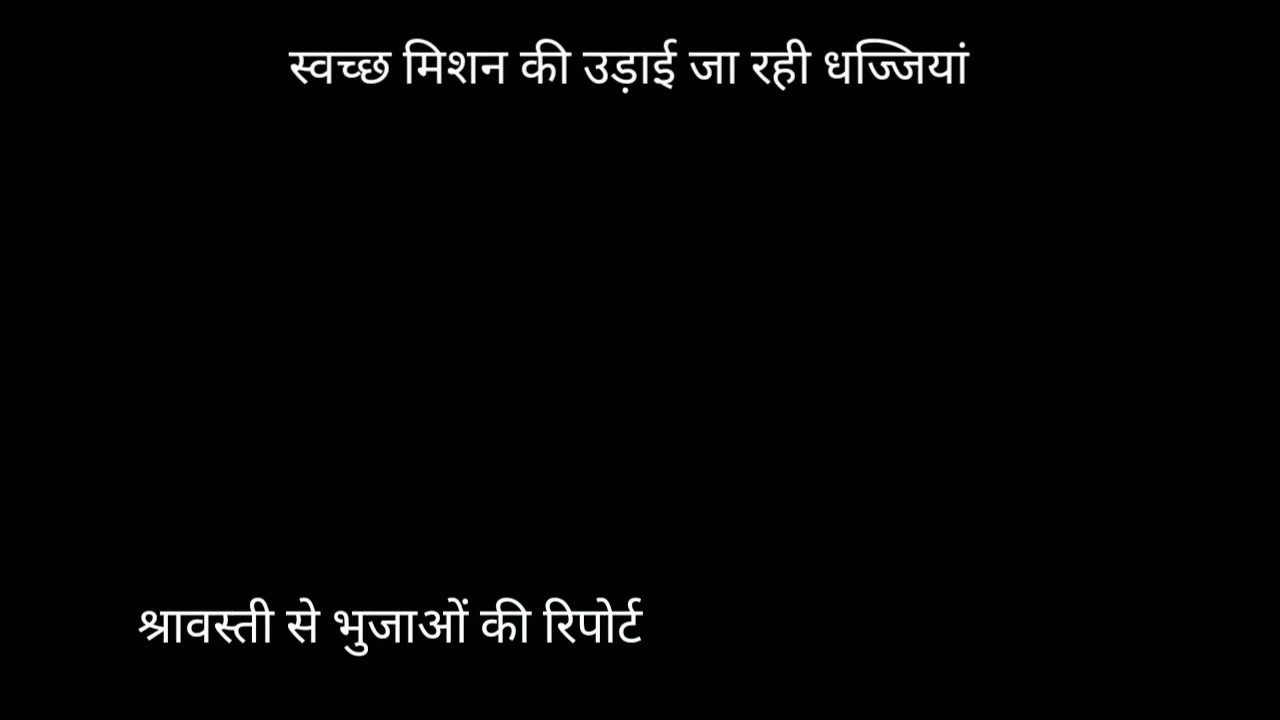 स्वच्छ मिशन की उड़ाई जा रही धज्जियां
श्रावस्ती से भुजाओं की रिपोर्ट